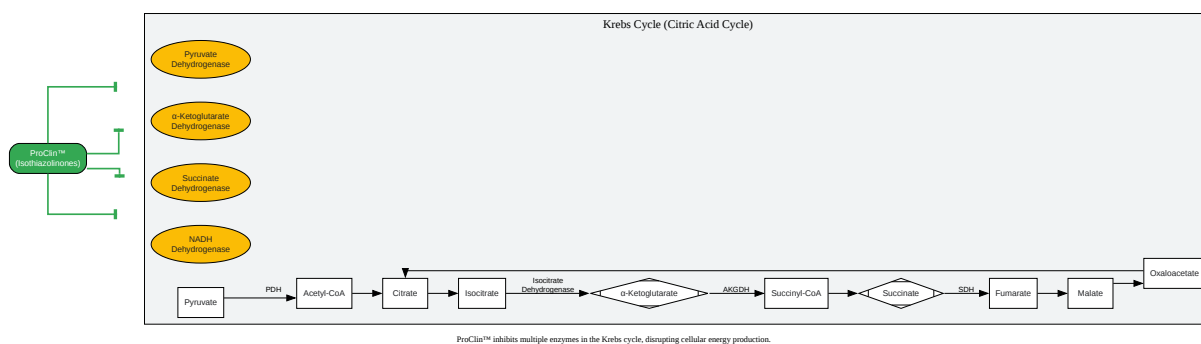 Krebs Cycle (Citric Acid Cycle)
Pyruvate
Dehydrogenase
α-Ketoglutarate
Dehydrogenase
ProClin™
(Isothiazolinones)
Succinate
Dehydrogenase
NADH
Dehydrogenase
Pyruvate
PDH
Acetyl-CoA
Citrate
Isocitrate
Isocitrate
Dehydrogenase
α-Ketoglutarate
AKGDH
Succinyl-CoA
Succinate
SDH
Fumarate
Malate
Oxaloacetate
ProClin™ inhibits multiple enzymes in the Krebs cycle, disrupting cellular energy production.